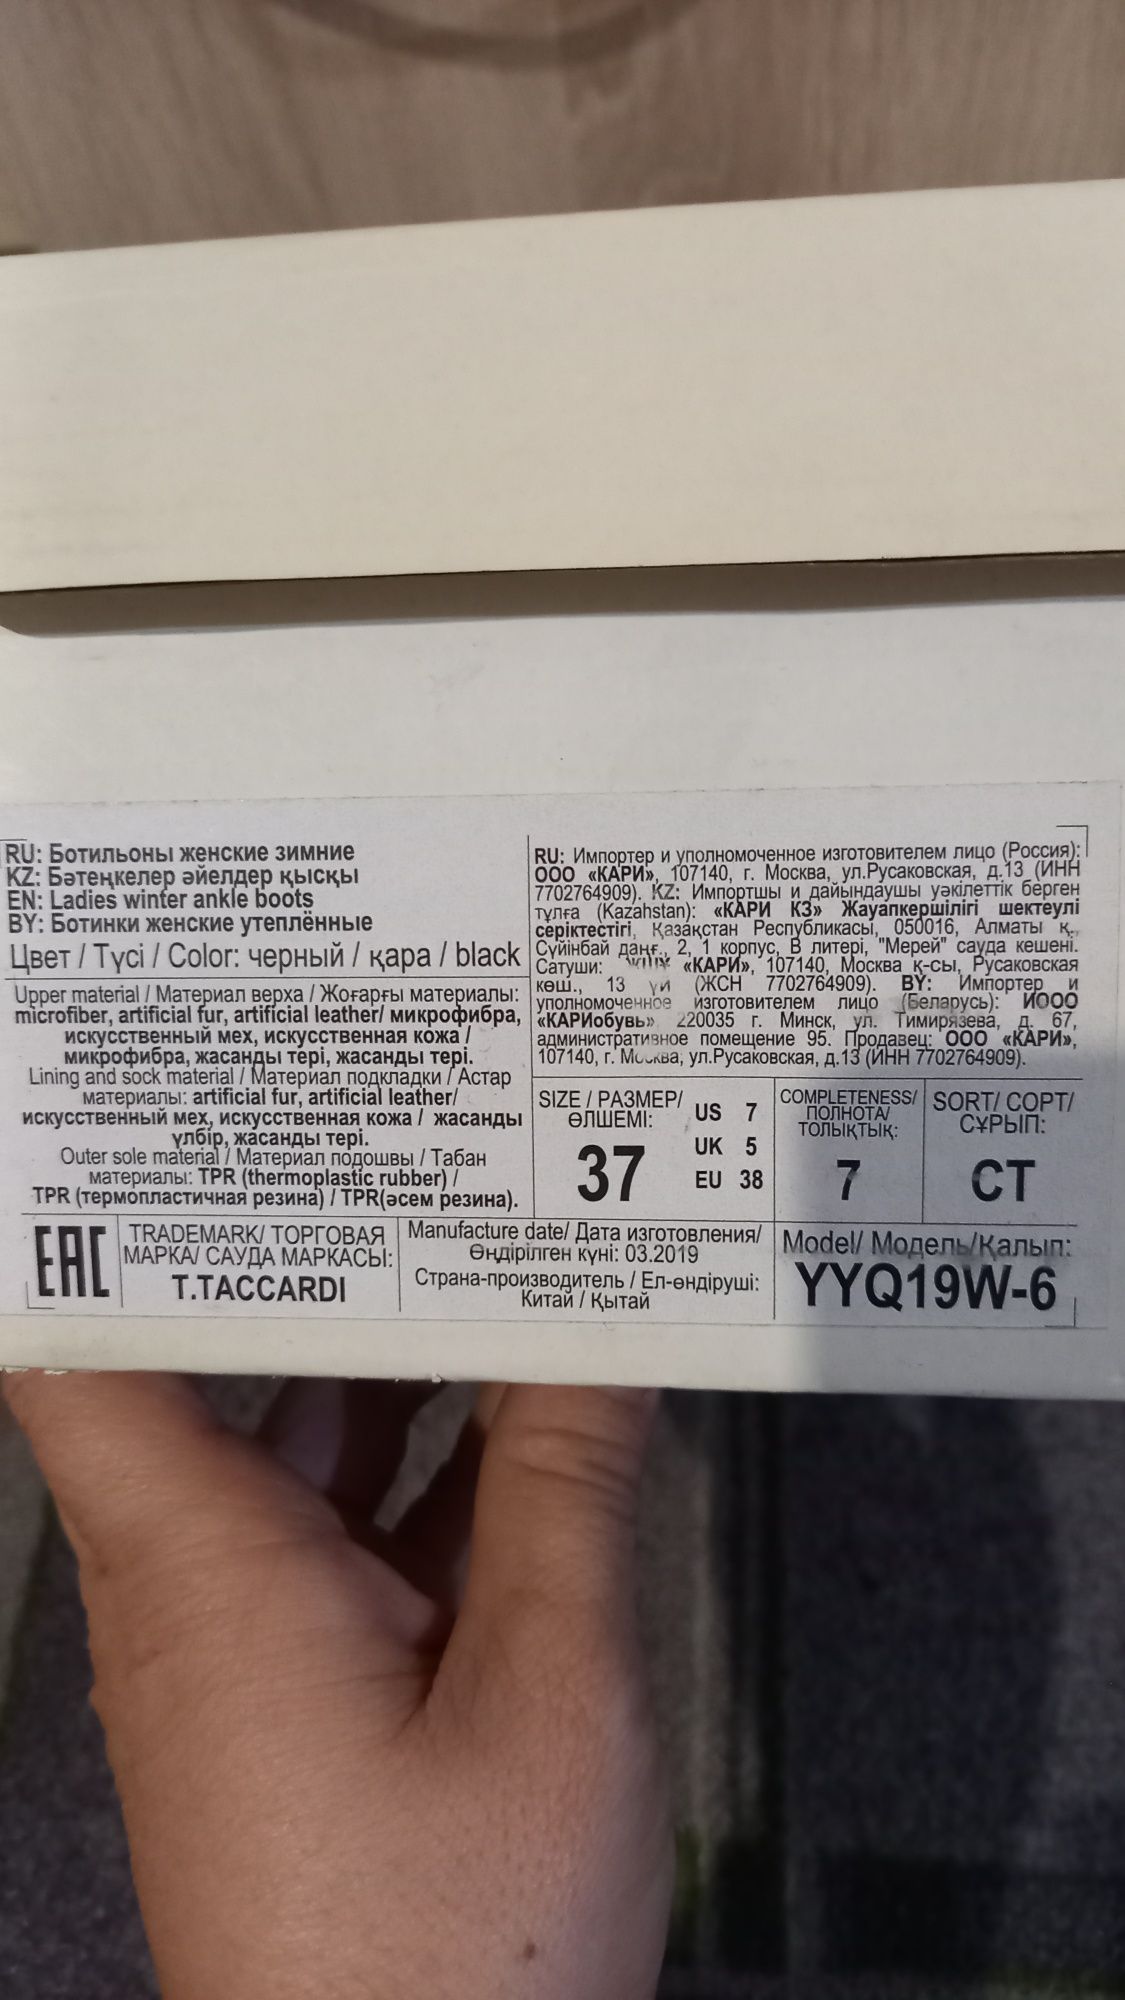 RU: Ботильоны женские зимние
KZ: Бәтеңкелер әйелдер қысқы
EN: Ladies winter ankle boots
BY: Ботинки женские утеплённые
Цвет / Түсі / Color: черный / қара / black
Upper material / Материал верха / Жоғарғы материалы:
microfiber, artificial fur, artificial leather/ микрофибра,
искусственный мех, искусственная кожа /
микрофибра, жасанды тері, жасанды тері.
Lining and sock material / Материал подкладки / Астар
материалы: artificial fur, artificial leather/
искусственный мех, искусственная кожа / жасанды
үлбір, жасанды тері.
Outer sole material / Материал подошвы / Табан
материалы: TPR (thermoplastic rubber) /
TPR (термопластичная резина) / TPR(әсем резина).
RU: Импортер и уполномоченное изготовителем лицо (Россия):
ООО «КАРИ», 107140, г. Москва, ул.Русаковская, д.13 (ИНН
7702764909). KZ: Импортшы и дайындаушы уәкілеттік берген
тұлға (Kazahstan): «КАРИ КЗ» Жауапкершілігі шектеулі
серіктестігі, Қазақстан Республикасы, 050016, Алматы қ.,
Сүйінбай даңғ., 2, 1 корпус, В литері, "Мерей" сауда кешені.
Сатушы: «КАРИ», 107140, Москва қ-сы, Русаковская
көш., 13 үй (ЖСН 7702764909). BY: Импортер и
уполномоченное изготовителем лицо (Беларусь): ИООО
«КАРИобувь» 220035 г. Минск, ул. Тимирязева, д. 67,
административное помещение 95. Продавец: ООО «КАРИ»,
107140, г. Москва, ул.Русаковская, д.13 (ИНН 7702764909).
SIZE / РАЗМЕР/
ӨЛШЕМІ:
37
US 7
UK 5
EU 38
COMPLETENESS/
ПОЛНОТА/
ТОЛЫҚТЫҚ:
7
SORT/ СОРТ/
СҰРЫП:
СТ
EAC
TRADEMARK/ ТОРГОВАЯ
МАРКА/ САУДА МАРКАСЫ:
T.TACCARDI
Manufacture date/ Дата изготовления/
Өндірілген күні: 03.2019
Страна-производитель / Ел-өндіруші:
Китай / Қытай
Model/ Модель/Қалып:
YYQ19W-6